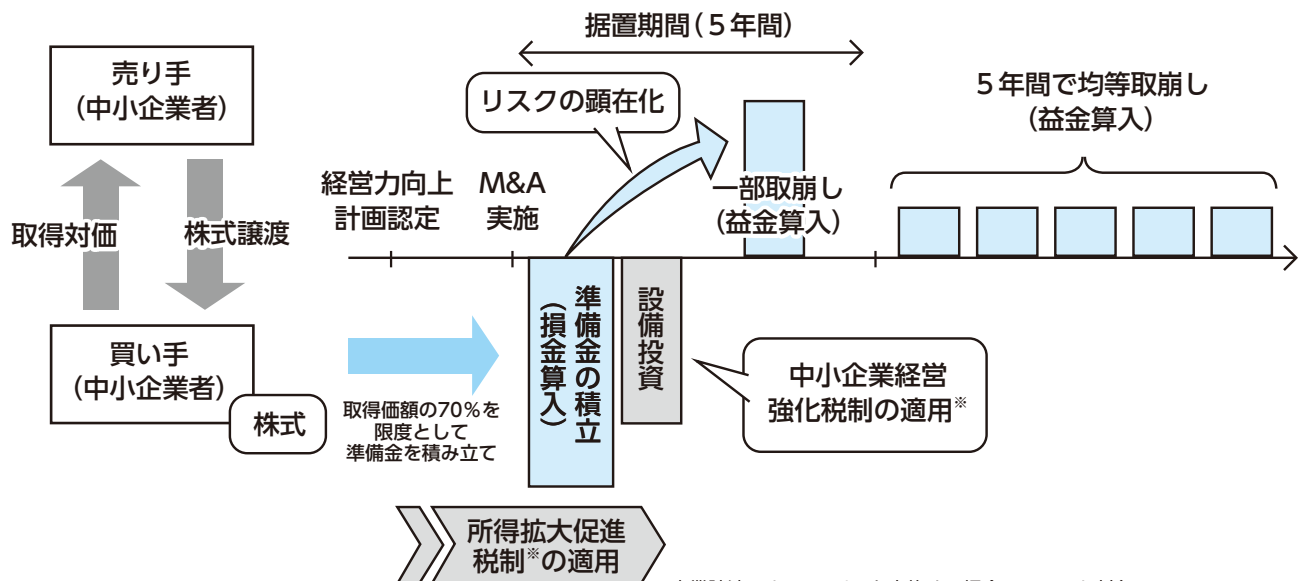 据置期間(５年間)
売り手
(中小企業者)
リスクの顕在化
５年間で均等取崩し
(益金算入)
経営力向上
計画認定
M&A
実施
一部取崩し
(益金算入)
取得対価
株式譲渡
準備金の積立
(損金算入)
設備投資
買い手
(中小企業者)
株式
取得価額の70％を
限度として
準備金を積み立て
中小企業経営
強化税制の適用※
所得拡大促進
税制※の適用